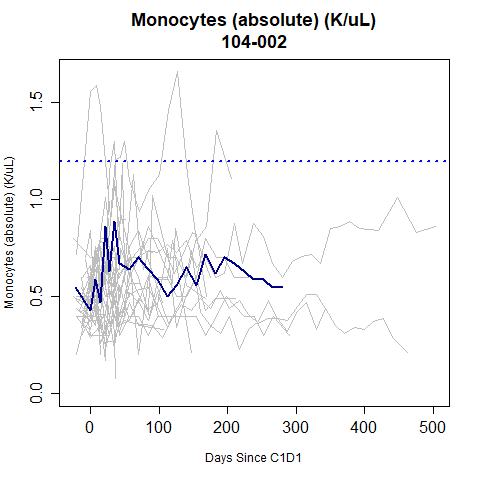 Monocytes (absolute) (K/uL)
104-002
Monocytes (absolute) (K/uL)
1.5
1.0
0.5
0.0
0 100 200 300 400 500
Days Since C1D1